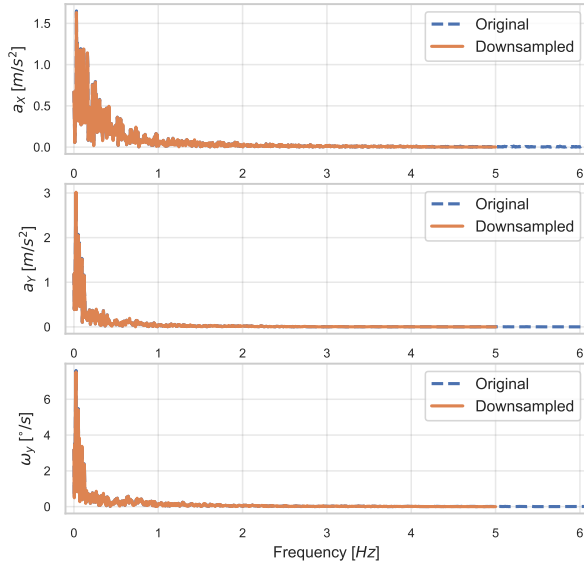 1.5
1.0
0.5
0.0
a_X [m/s²]
Original
Downsampled
0 1 2 3 4 5 6
3
2
1
0
a_Y [m/s²]
Original
Downsampled
0 1 2 3 4 5 6
6
4
2
0
ω_y [°/s]
Original
Downsampled
0 1 2 3 4 5 6
Frequency [Hz]